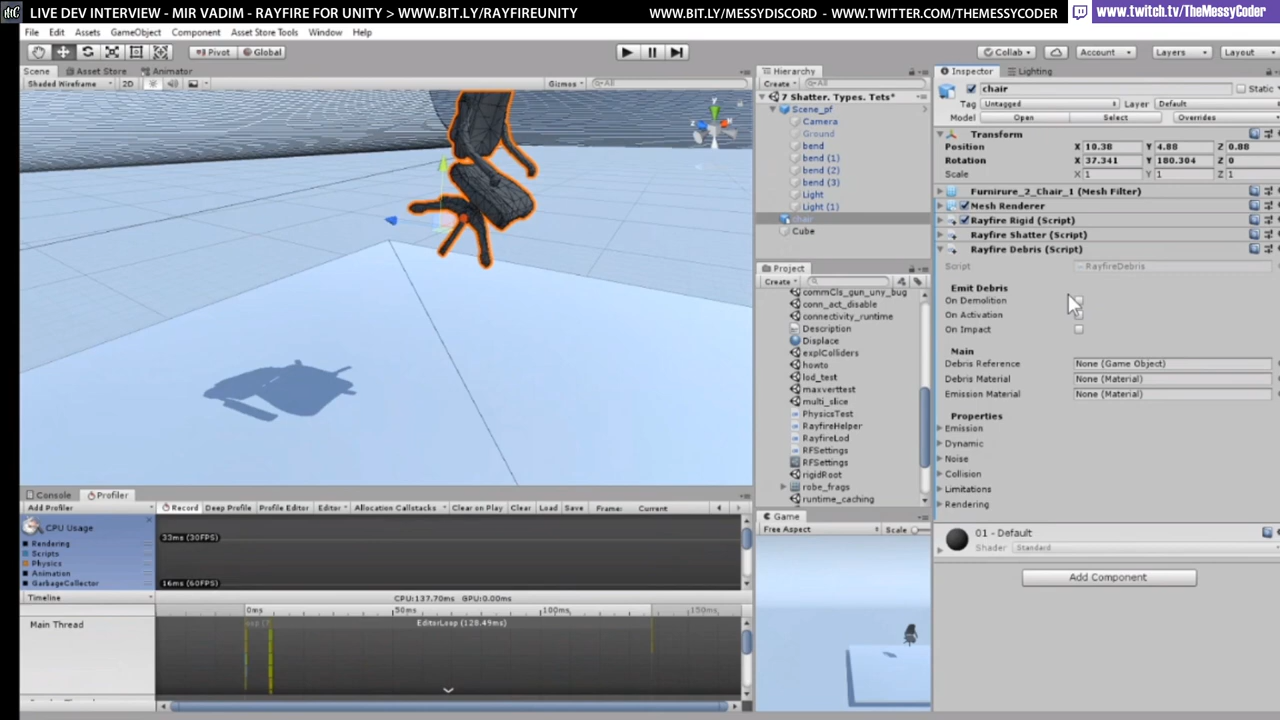 LIVE DEV INTERVIEW - MIR VADIM - RAYFIRE FOR UNITY > WWW.BIT.LY/RAYFIREUNITY
WWW.BIT.LY/MESSYDISCORD - WWW.TWITTER.COM/THEMESSYCODER
www.twitch.tv/TheMessyCoder
File Edit Assets GameObject Component Asset Store Tools Window Help
Pivot Global
Collab Account Layers Layout
Scene Asset Store Animator
Shaded Wireframe 2D Gizmos All
Hierarchy
Create All
7 Shatter. Types. Tets*
Scene_pf
Camera
Ground
bend
bend (1)
bend (2)
bend (3)
Light
Light (1)
chair
Cube
Project
Create
commCls_gun_uny_bug
conn_act_disable
connectivity_runtime
Description
Displace
explColliders
howto
lod_test
maxverttest
multi_slice
PhysicsTest
RayfireHelper
RayfireLod
RFSettings
RFSettings
rigidRoot
robe_frags
runtime_caching
Game
Free Aspect Scale
Inspector Lighting
chair Static
Tag Untagged Layer Default
Model Open Select Overrides
Transform
Position X 10.38 Y 4.88 Z 0.88
Rotation X 37.341 Y 180.304 Z 0
Scale X 1 Y 1 Z 1
Furnirure_2_Chair_1 (Mesh Filter)
Mesh Renderer
Rayfire Rigid (Script)
Rayfire Shatter (Script)
Rayfire Debris (Script)
Script RayfireDebris
Emit Debris
On Demolition
On Activation
On Impact
Main
Debris Reference None (Game Object)
Debris Material None (Material)
Emission Material None (Material)
Properties
Emission
Dynamic
Noise
Collision
Limitations
Rendering
01 - Default
Shader Standard
Add Component
Console Profiler
Add Profiler Record Deep Profile Profile Editor Editor Allocation Callstacks Clear on Play Clear Load Save Frame: Current
CPU Usage
Rendering
Scripts
Physics
Animation
GarbageCollector
33ms (30FPS)
16ms (60FPS)
Timeline CPU:137.70ms GPU:0.00ms
0ms 50ms 100ms 150ms
Main Thread EditorLoop (128.49ms)